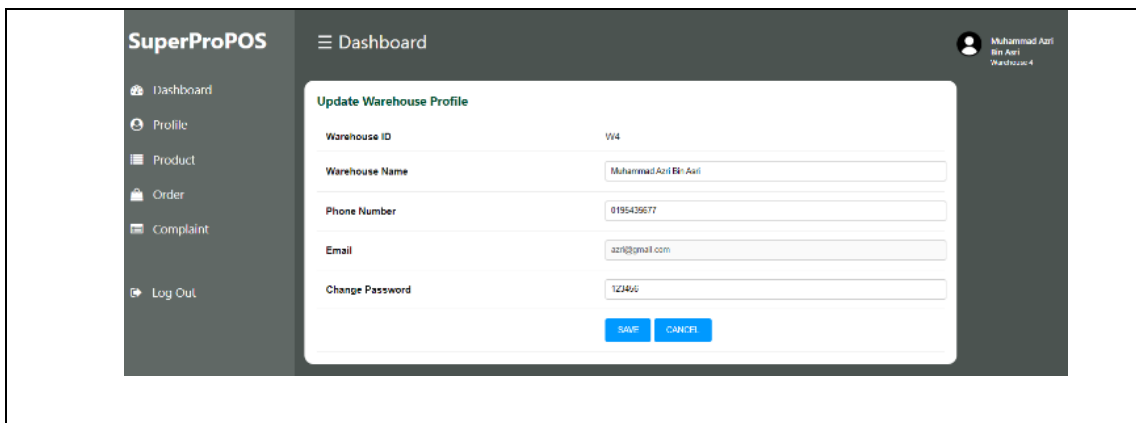 SuperProPOS
☰ Dashboard
Muhammad Azri
Bin Asri
Warehouse 4
Dashboard
Profile
Product
Order
Complaint
Log Out
Update Warehouse Profile
Warehouse ID W4
Warehouse Name Muhammad Azri Bin Asri
Phone Number 0195436677
Email azri@gmail.com
Change Password 123456
SAVE CANCEL